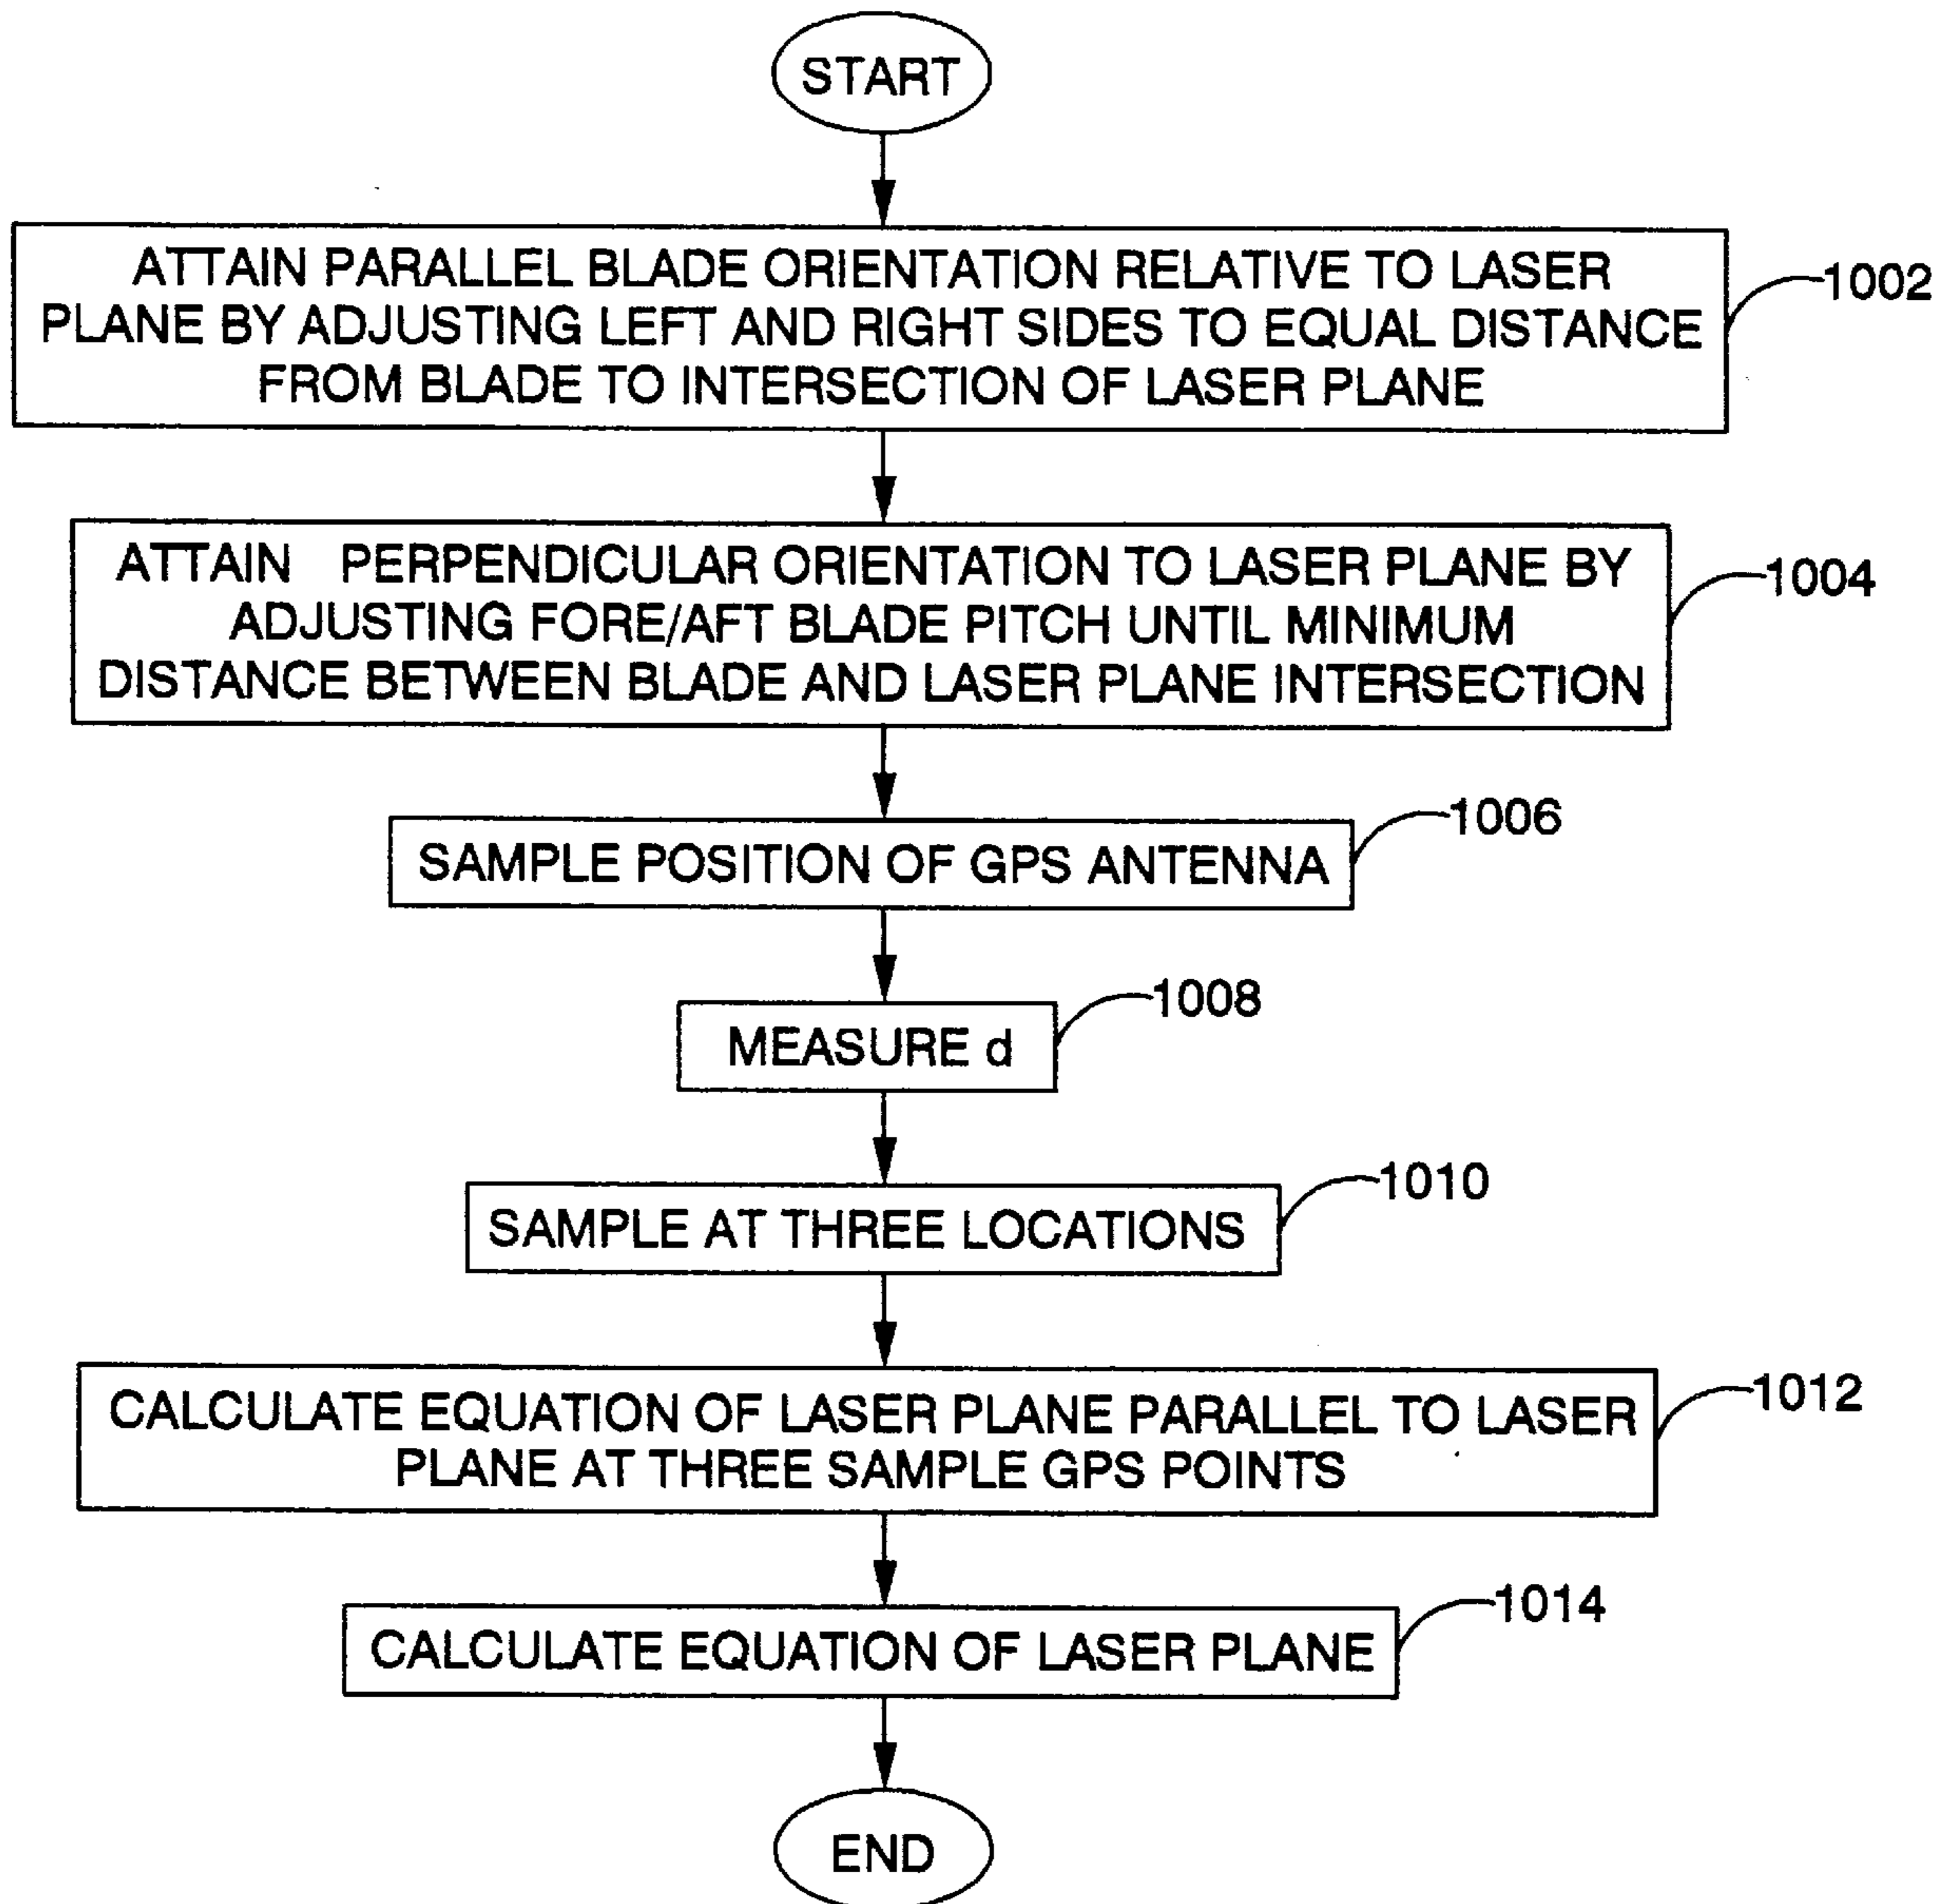 START
ATTAIN PARALLEL BLADE ORIENTATION RELATIVE TO LASER
PLANE BY ADJUSTING LEFT AND RIGHT SIDES TO EQUAL DISTANCE
FROM BLADE TO INTERSECTION OF LASER PLANE
1002
ATTAIN PERPENDICULAR ORIENTATION TO LASER PLANE BY
ADJUSTING FORE/AFT BLADE PITCH UNTIL MINIMUM
DISTANCE BETWEEN BLADE AND LASER PLANE INTERSECTION
1004
SAMPLE POSITION OF GPS ANTENNA
1006
MEASURE d
1008
SAMPLE AT THREE LOCATIONS
1010
CALCULATE EQUATION OF LASER PLANE PARALLEL TO LASER
PLANE AT THREE SAMPLE GPS POINTS
1012
CALCULATE EQUATION OF LASER PLANE
1014
END